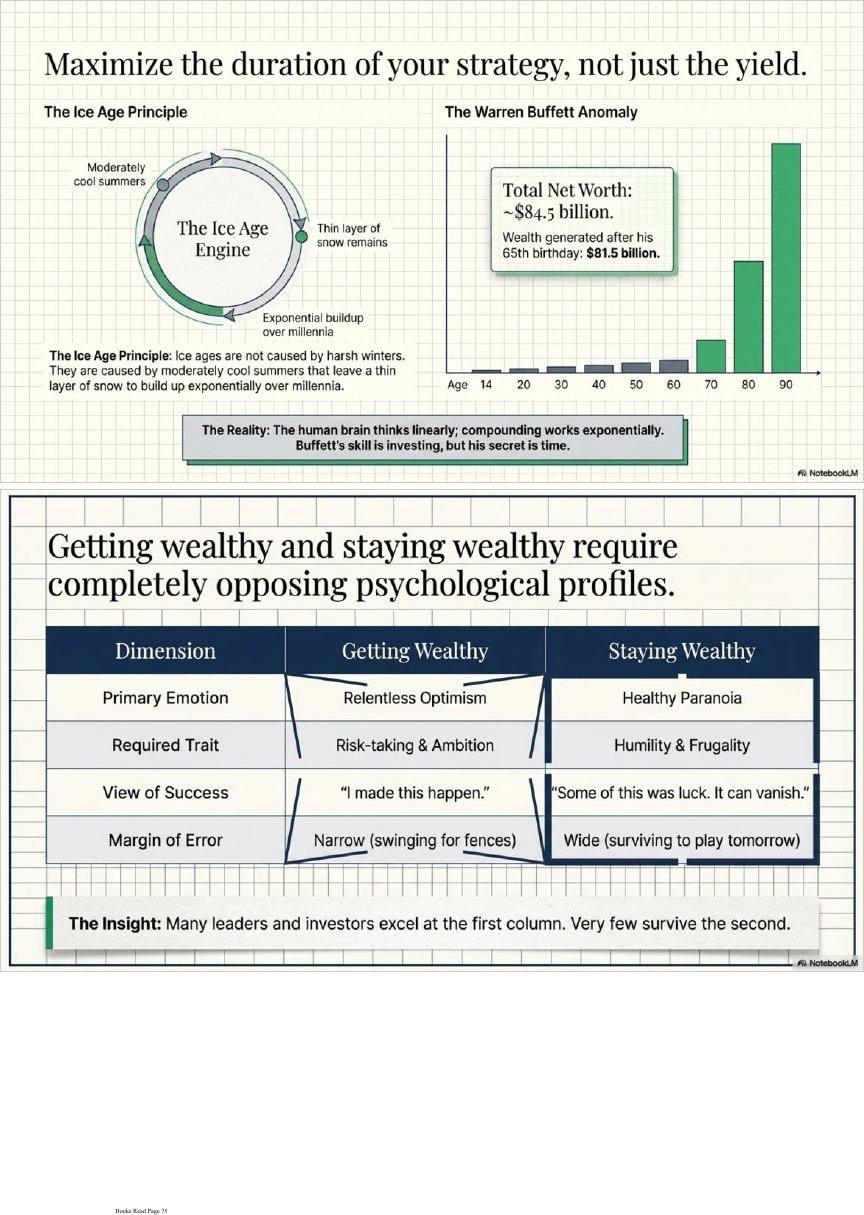 Maximize the duration of your strategy, not just the yield.
The Ice Age Principle
Moderately
cool summers
The Ice Age
Engine
Thin layer of
snow remains
Exponential buildup
over millennia
The Ice Age Principle: Ice ages are not caused by harsh winters.
They are caused by moderately cool summers that leave a thin
layer of snow to build up exponentially over millennia.
The Warren Buffett Anomaly
Total Net Worth:
~$84.5 billion.
Wealth generated after his
65th birthday: $81.5 billion.
Age 14 20 30 40 50 60 70 80 90
The Reality: The human brain thinks linearly; compounding works exponentially.
Buffett's skill is investing, but his secret is time.
NotebookLM
Getting wealthy and staying wealthy require
completely opposing psychological profiles.
Dimension Getting Wealthy Staying Wealthy
Primary Emotion Relentless Optimism Healthy Paranoia
Required Trait Risk-taking & Ambition Humility & Frugality
View of Success “I made this happen.” “Some of this was luck. It can vanish.”
Margin of Error Narrow (swinging for fences) Wide (surviving to play tomorrow)
The Insight: Many leaders and investors excel at the first column. Very few survive the second.
NotebookLM
Books Read Page 75